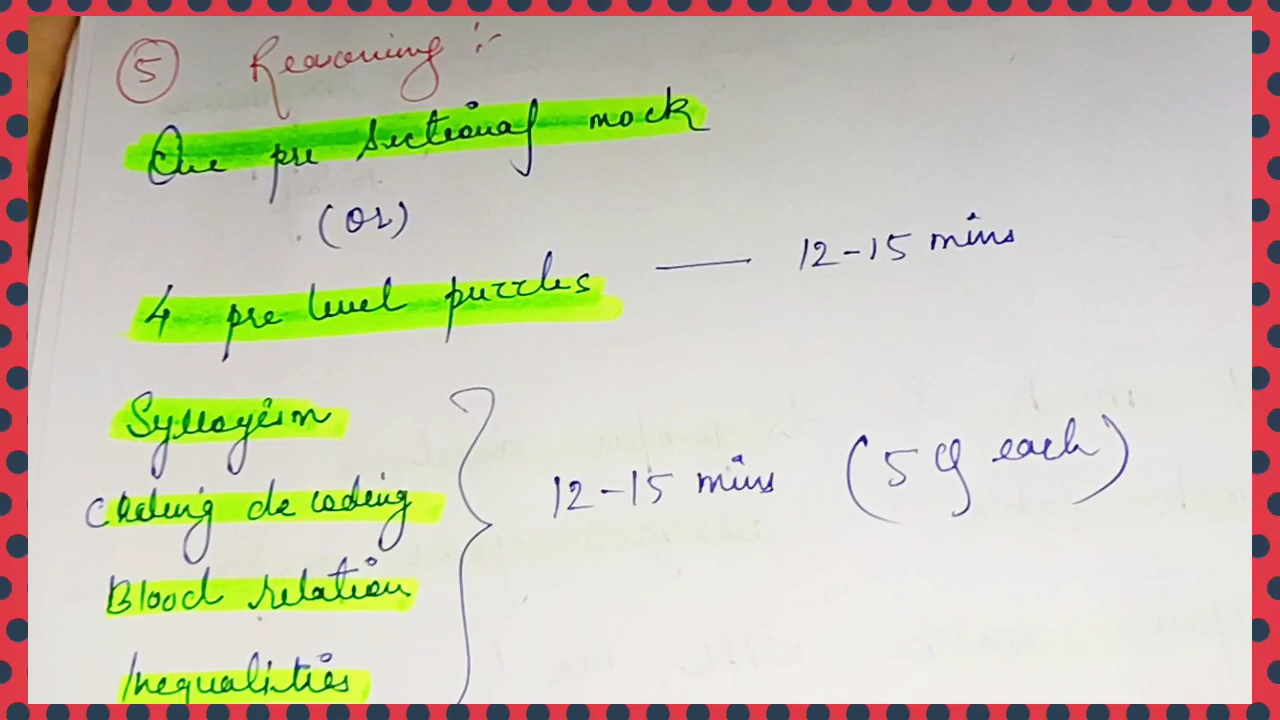 5 Reasoning :-
One pre sectional mock
(or)
4 pre level puzzles — 12-15 mins
Syllogism
Coding de coding
Blood relation
Inequalities
12-15 mins (5 q each)